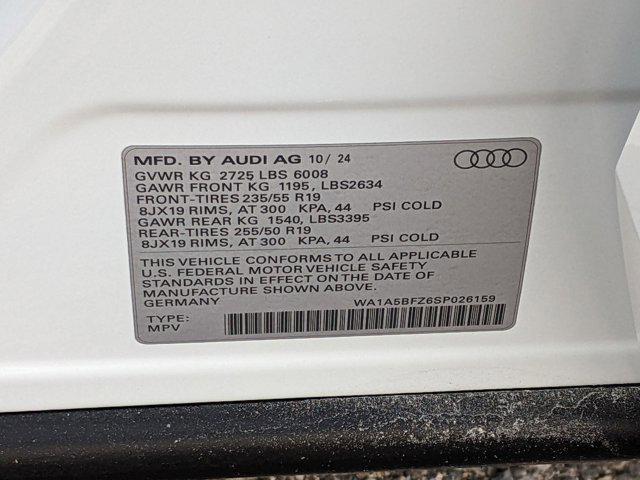 MFD. BY AUDI AG 10/ 24
GVWR KG 2725 LBS 6008
GAWR FRONT KG 1195, LBS2634
FRONT-TIRES 235/55 R19
8JX19 RIMS, AT 300 KPA, 44 PSI COLD
GAWR REAR KG 1540, LBS3395
REAR-TIRES 255/50 R19
8JX19 RIMS, AT 300 KPA, 44 PSI COLD
THIS VEHICLE CONFORMS TO ALL APPLICABLE
U.S. FEDERAL MOTOR VEHICLE SAFETY
STANDARDS IN EFFECT ON THE DATE OF
MANUFACTURE SHOWN ABOVE.
GERMANY WA1A5BFZ6SP026159
TYPE:
MPV